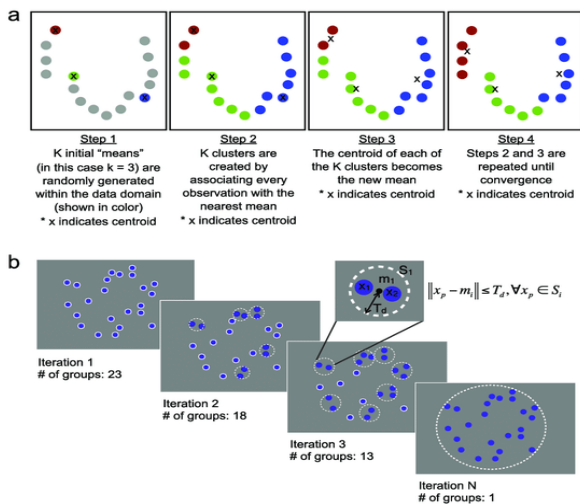 a
x
x
x
x
x
x
x
x
x
x
x
x
Step 1
K initial “means”
(in this case k = 3) are
randomly generated
within the data domain
(shown in color)
* x indicates centroid
Step 2
K clusters are
created by
associating every
observation with the
nearest mean
* x indicates centroid
Step 3
The centroid of each of
the K clusters becomes
the new mean
* x indicates centroid
Step 4
Steps 2 and 3 are
repeated until
convergence
* x indicates centroid
b
S1
m1
x1
x2
Td
‖xp − mi‖ ≤ Td, ∀xp ∈ Si
Iteration 1
# of groups: 23
Iteration 2
# of groups: 18
Iteration 3
# of groups: 13
Iteration N
# of groups: 1